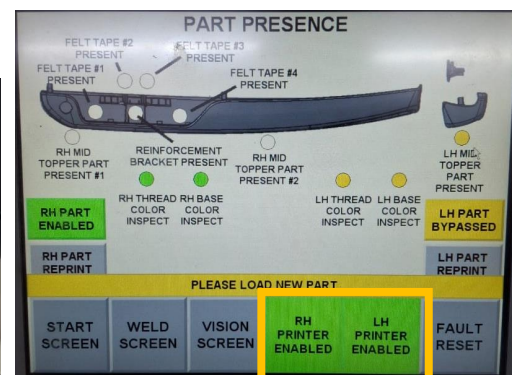 PART PRESENCE
FELT TAPE #2
PRESENT
FELT TAPE #3
PRESENT
FELT TAPE #1
PRESENT
FELT TAPE #4
PRESENT
RH MID
TOPPER PART
PRESENT #1
REINFORCEMENT
BRACKET PRESENT
RH MID
TOPPER PART
PRESENT #2
LH MID
TOPPER
PART
PRESENT
RH THREAD
COLOR
INSPECT
RH BASE
COLOR
INSPECT
LH THREAD
COLOR
INSPECT
LH BASE
COLOR
INSPECT
RH PART
ENABLED
LH PART
BYPASSED
RH PART
REPRINT
LH PART
REPRINT
PLEASE LOAD NEW PART
START
SCREEN
WELD
SCREEN
VISION
SCREEN
RH
PRINTER
ENABLED
LH
PRINTER
ENABLED
FAULT
RESET